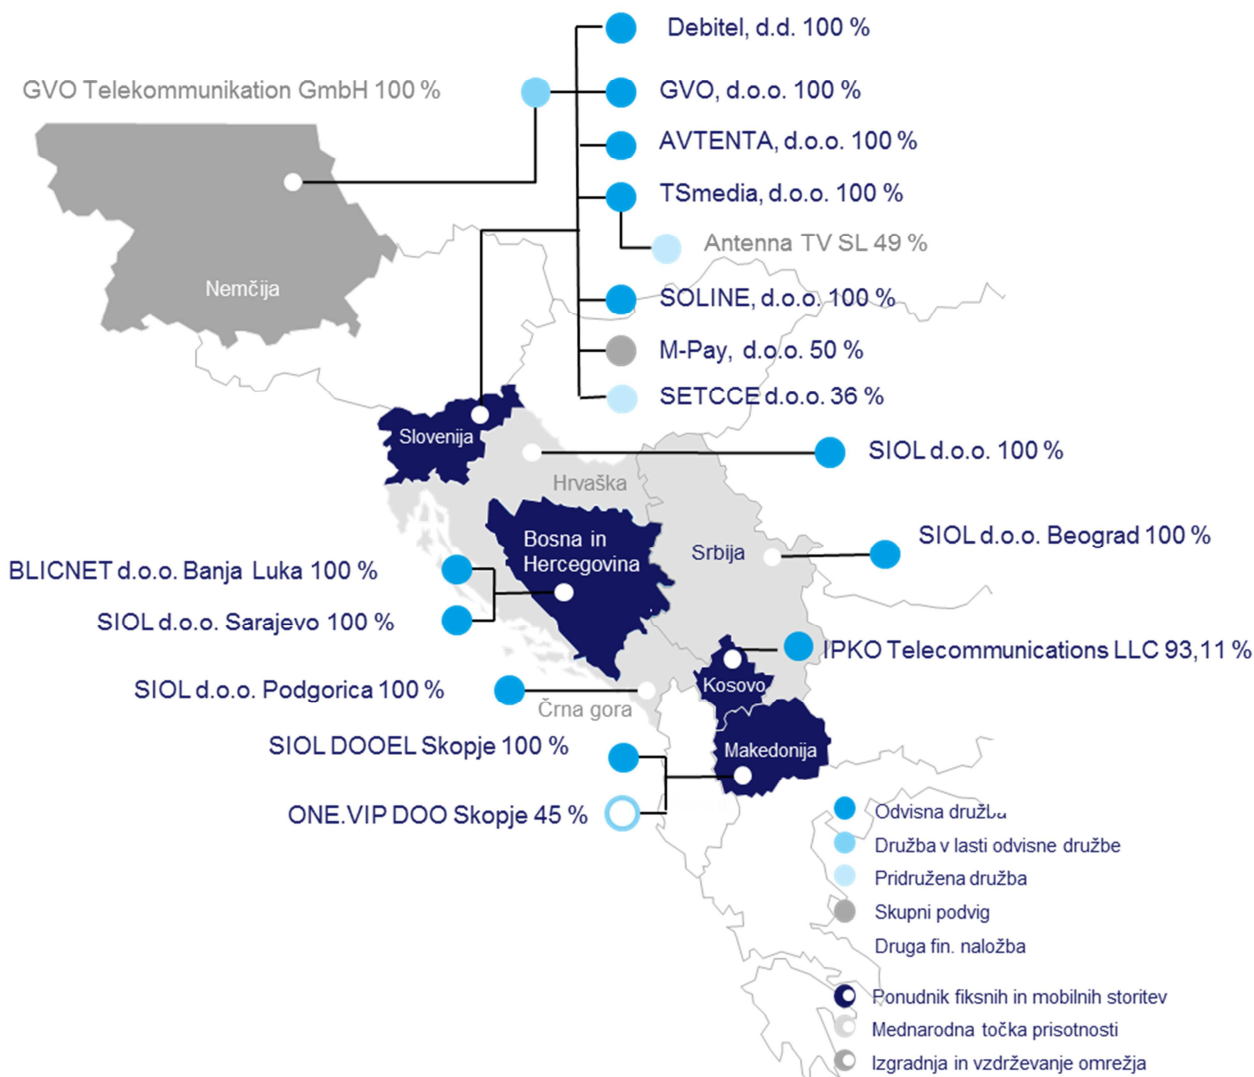 Debitel, d.d. 100 %
GVO Telekommunikation GmbH 100 %
GVO, d.o.o. 100 %
AVTENTA, d.o.o. 100 %
TSmedia, d.o.o. 100 %
Antenna TV SL 49 %
Nemčija
SOLINE, d.o.o. 100 %
M-Pay, d.o.o. 50 %
SETCCE d.o.o. 36 %
Slovenija
SIOL d.o.o. 100 %
Hrvaška
Bosna in
Hercegovina
Srbija
SIOL d.o.o. Beograd 100 %
BLICNET d.o.o. Banja Luka 100 %
SIOL d.o.o. Sarajevo 100 %
IPKO Telecommunications LLC 93,11 %
Kosovo
SIOL d.o.o. Podgorica 100 %
Črna gora
SIOL DOOEL Skopje 100 %
Makedonija
ONE.VIP DOO Skopje 45 %
Odvisna družba
Družba v lasti odvisne družbe
Pridružena družba
Skupni podvig
Druga fin. naložba
Ponudnik fiksnih in mobilnih storitev
Mednarodna točka prisotnosti
Izgradnja in vzdrževanje omrežja